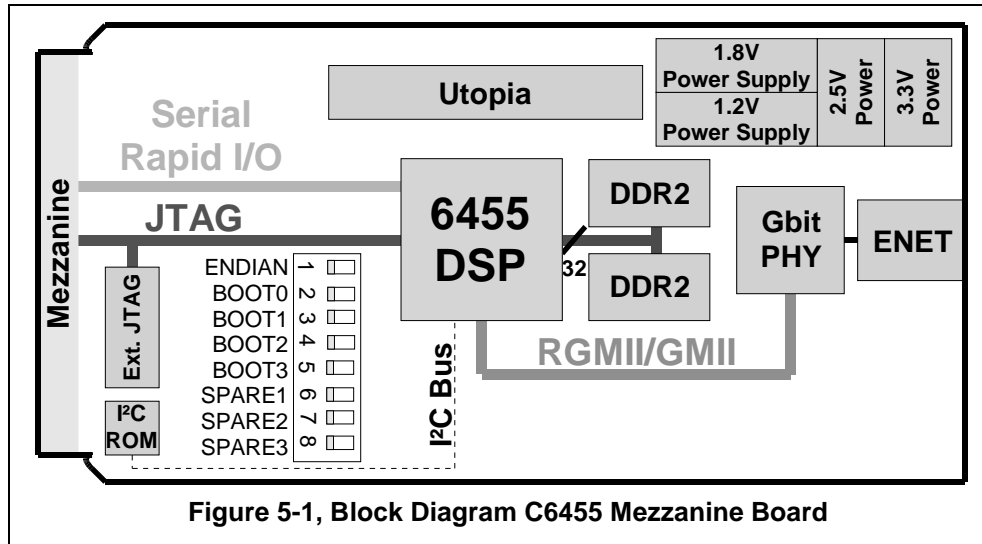 1.8V
Power Supply
1.2V
Power Supply
2.5V
Power
3.3V
Power
Utopia
Serial
Rapid I/O
Mezzanine
JTAG
6455
DSP
32
DDR2
DDR2
Gbit
PHY
ENET
RGMII/GMII
Ext. JTAG
I²C
ROM
ENDIAN 1
BOOT0 2
BOOT1 3
BOOT2 4
BOOT3 5
SPARE1 6
SPARE2 7
SPARE3 8
I²C Bus
Figure 5-1, Block Diagram C6455 Mezzanine Board